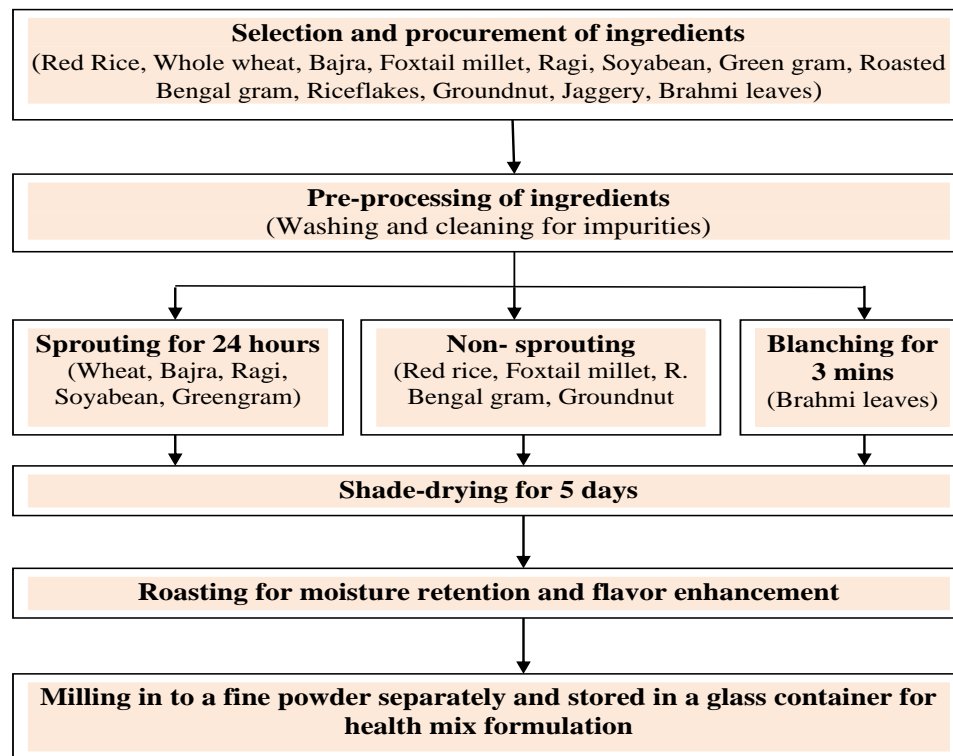 Selection and procurement of ingredients
(Red Rice, Whole wheat, Bajra, Foxtail millet, Ragi, Soyabean, Green gram, Roasted
Bengal gram, Riceflakes, Groundnut, Jaggery, Brahmi leaves)
Pre-processing of ingredients
(Washing and cleaning for impurities)
Sprouting for 24 hours
(Wheat, Bajra, Ragi,
Soyabean, Greengram)
Non- sprouting
(Red rice, Foxtail millet, R.
Bengal gram, Groundnut
Blanching for
3 mins
(Brahmi leaves)
Shade-drying for 5 days
Roasting for moisture retention and flavor enhancement
Milling in to a fine powder separately and stored in a glass container for
health mix formulation